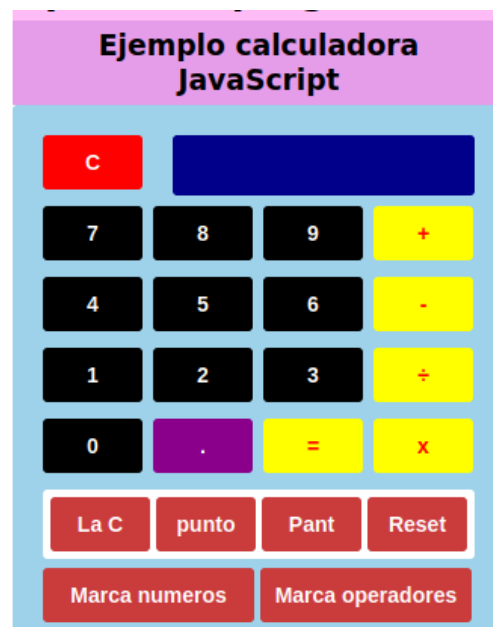 Ejemplo calculadora
JavaScript
C
7 8 9 +
4 5 6 -
1 2 3 ÷
0 . = x
La C punto Pant Reset
Marca numeros Marca operadores